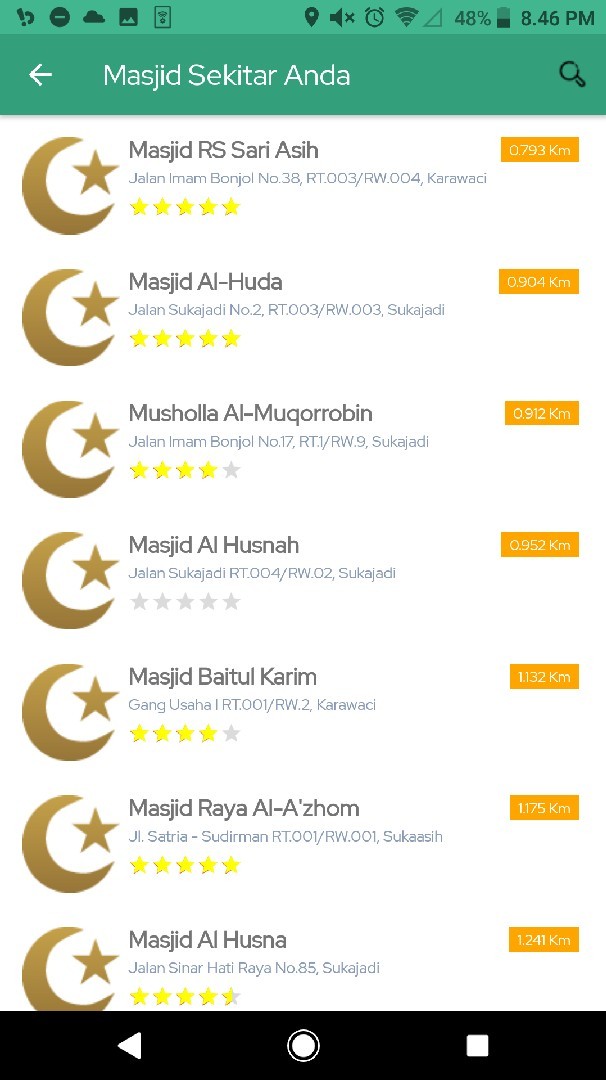 48% 8.46 PM
Masjid Sekitar Anda
Masjid RS Sari Asih 0.793 Km
Jalan Imam Bonjol No.38, RT.003/RW.004, Karawaci
Masjid Al-Huda 0.904 Km
Jalan Sukajadi No.2, RT.003/RW.003, Sukajadi
Musholla Al-Muqorrobin 0.912 Km
Jalan Imam Bonjol No.17, RT.1/RW.9, Sukajadi
Masjid Al Husnah 0.952 Km
Jalan Sukajadi RT.004/RW.02, Sukajadi
Masjid Baitul Karim 1.132 Km
Gang Usaha I RT.001/RW.2, Karawaci
Masjid Raya Al-A'zhom 1.175 Km
Jl. Satria - Sudirman RT.001/RW.001, Sukaasih
Masjid Al Husna 1.241 Km
Jalan Sinar Hati Raya No.85, Sukajadi